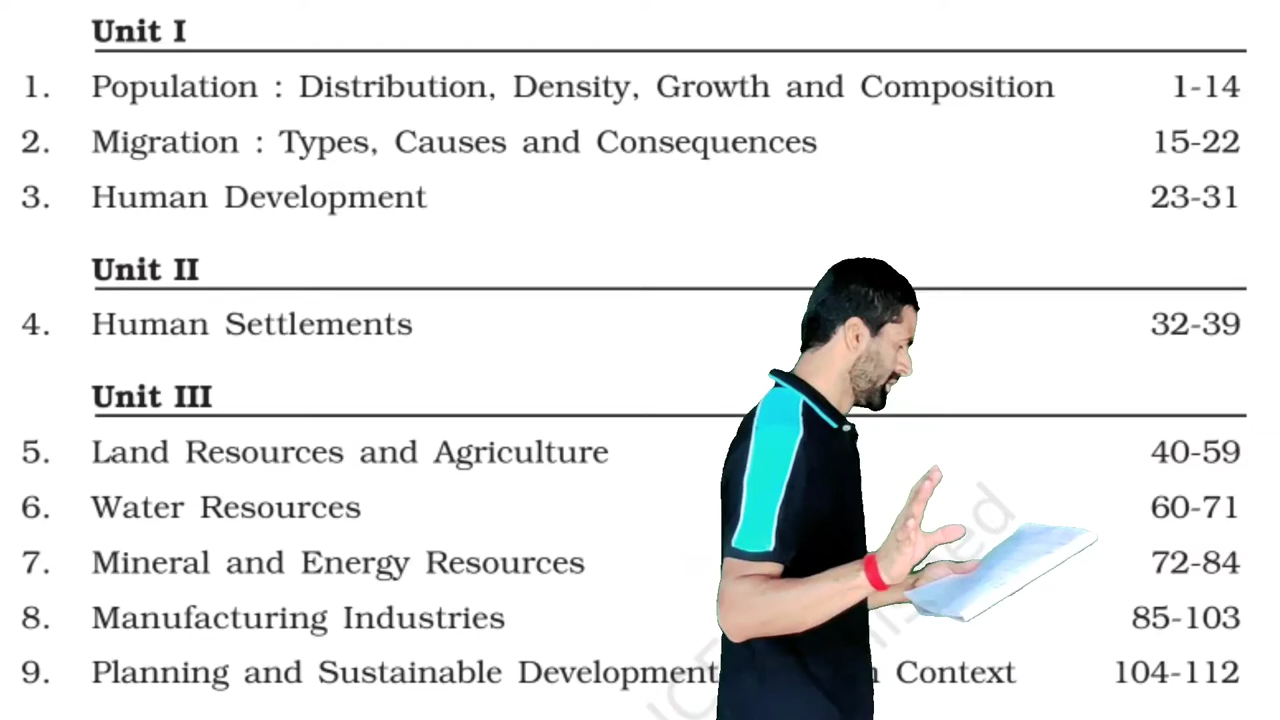 Unit I
1. Population : Distribution, Density, Growth and Composition 1-14
2. Migration : Types, Causes and Consequences 15-22
3. Human Development 23-31
Unit II
4. Human Settlements 32-39
Unit III
5. Land Resources and Agriculture 40-59
6. Water Resources 60-71
7. Mineral and Energy Resources 72-84
8. Manufacturing Industries 85-103
9. Planning and Sustainable Development Context 104-112